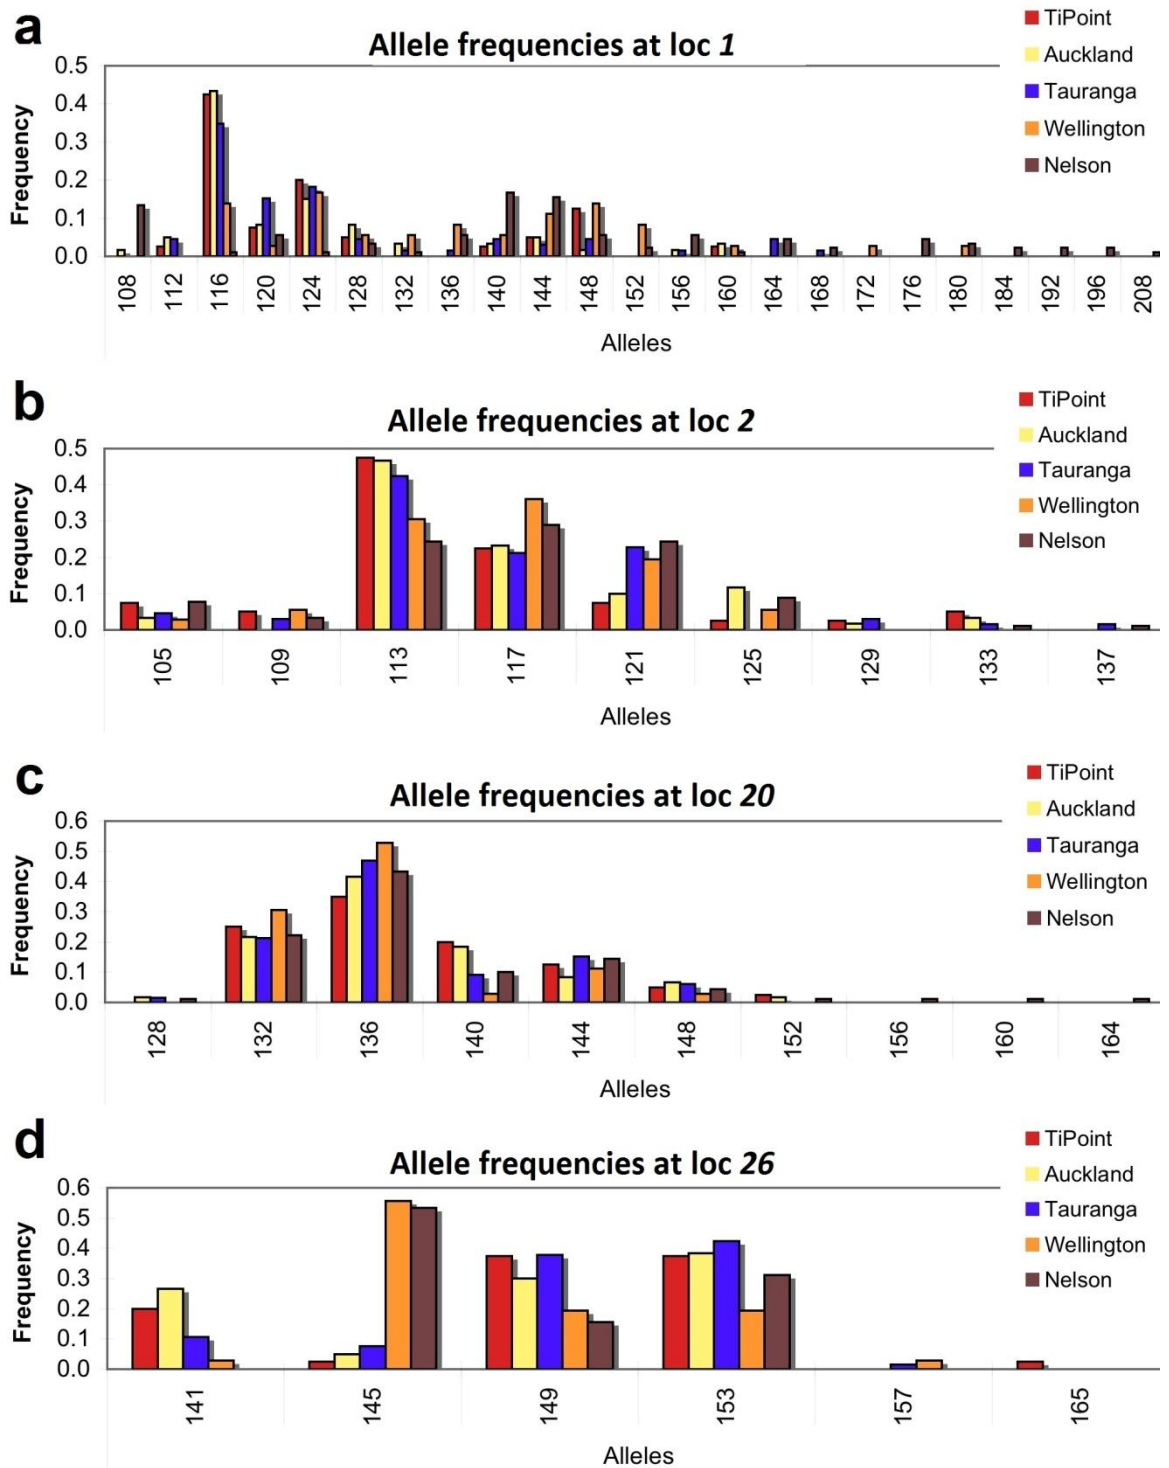 a
Allele frequencies at loc 1
TiPoint
Auckland
Tauranga
Wellington
Nelson
Frequency
0.5
0.4
0.3
0.2
0.1
0.0
108 112 116 120 124 128 132 136 140 144 148 152 156 160 164 168 172 176 180 184 192 196 208
Alleles
b
Allele frequencies at loc 2
TiPoint
Auckland
Tauranga
Wellington
Nelson
Frequency
0.5
0.4
0.3
0.2
0.1
0.0
105 109 113 117 121 125 129 133 137
Alleles
c
Allele frequencies at loc 20
TiPoint
Auckland
Tauranga
Wellington
Nelson
Frequency
0.6
0.5
0.4
0.3
0.2
0.1
0.0
128 132 136 140 144 148 152 156 160 164
Alleles
d
Allele frequencies at loc 26
TiPoint
Auckland
Tauranga
Wellington
Nelson
Frequency
0.6
0.5
0.4
0.3
0.2
0.1
0.0
141 145 149 153 157 165
Alleles